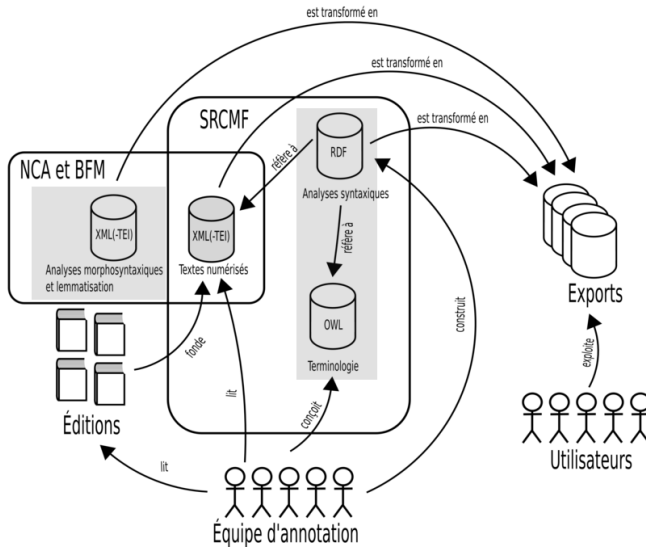 est transformé en
est transformé en
SRCMF
est transformé en
RDF
réfère à
NCA et BFM
Analyses syntaxiques
XML(-TEI)
XML(-TEI)
réfère à
Analyses morphosyntaxiques
et lemmatisation
Textes numérisés
Exports
OWL
construit
fonde
exploite
Terminologie
lit
conçoit
Éditions
Utilisateurs
lit
Équipe d'annotation